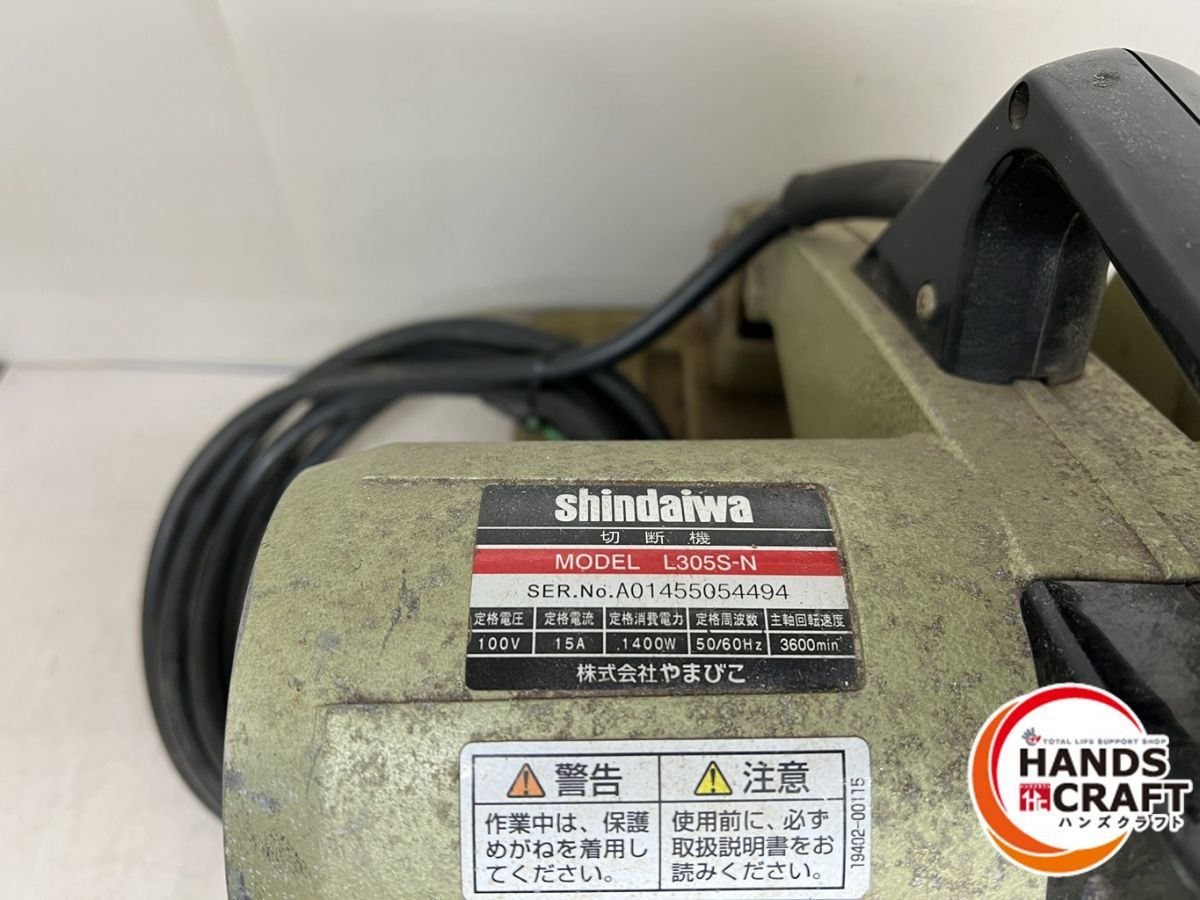 shindaiwa
切断機
MODEL L305S-N
SER.No.A01455054494
定格電圧 定格電流 定格消費電力 定格周波数 主軸回転速度
100V 15A 1400W 50/60Hz 3600min
株式会社やまびこ
警告
作業中は、保護
めがねを着用し
てください。
注意
使用前に、必ず
取扱説明書をお
読みください。
19402-00115
TOTAL LIFE SUPPORT SHOP
HANDS
CRAFT
ハンズクラフト